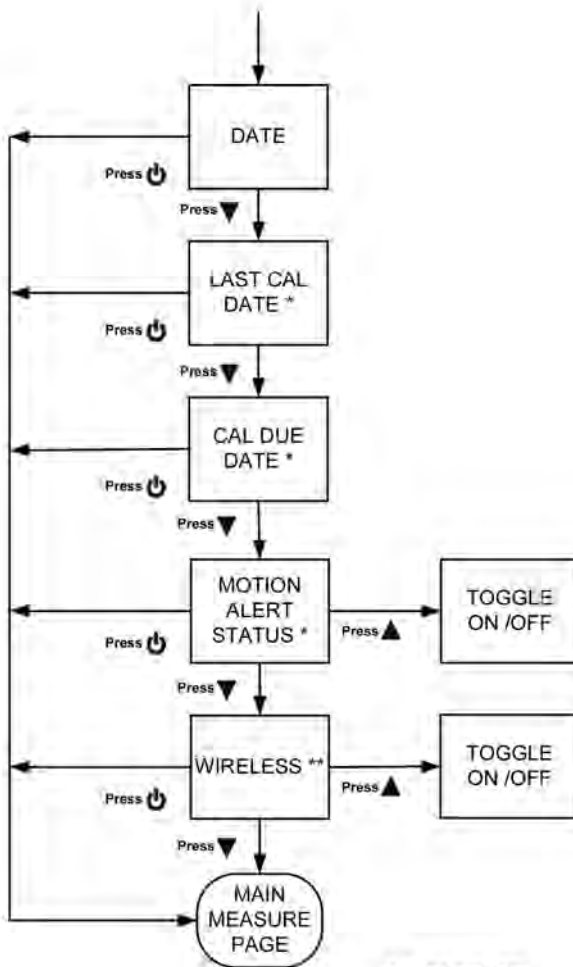 DATE
Press
Press ▼
LAST CAL
DATE *
Press
Press ▼
CAL DUE
DATE *
Press
Press ▼
MOTION
ALERT
STATUS *
Press ▲
TOGGLE
ON /OFF
Press
Press ▼
WIRELESS **
Press ▲
TOGGLE
ON /OFF
Press
Press ▼
MAIN
MEASURE
PAGE